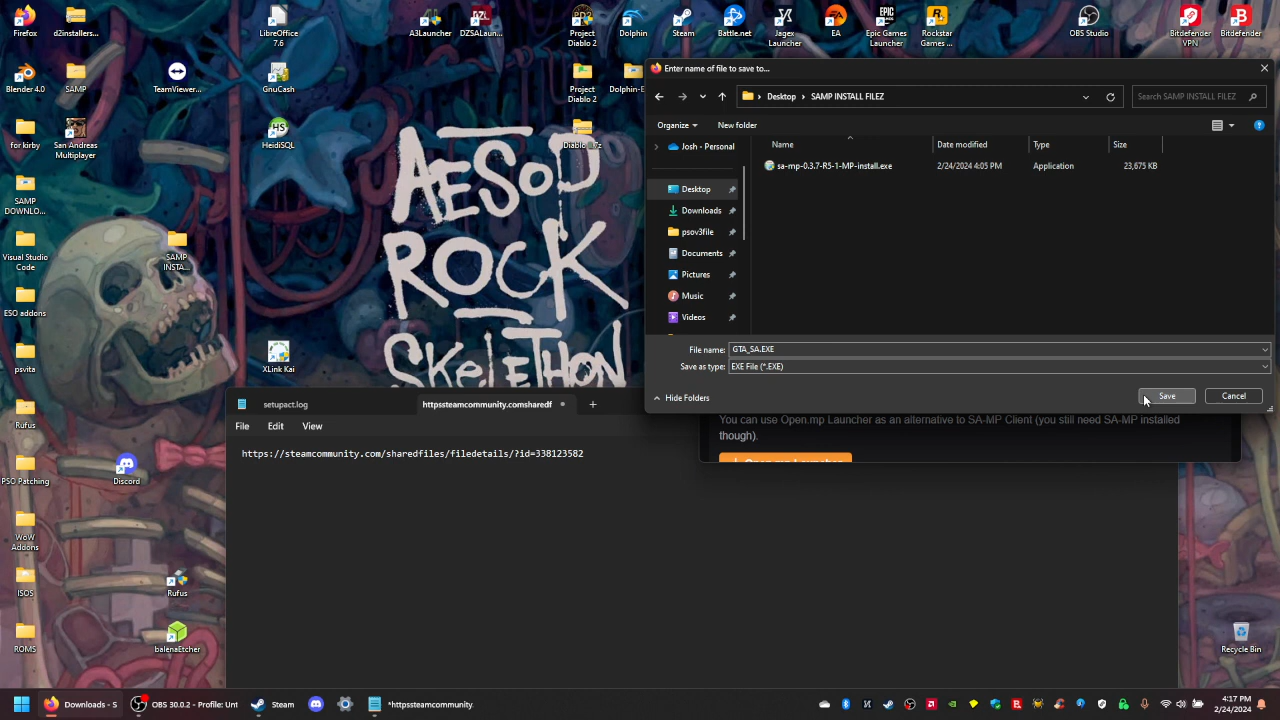 Firefox
d2installers...
LibreOffice
7.6
A3Launcher
DZSALaun...
Project
Diablo 2
Dolphin
Steam
Battle.net
Jagex
Launcher
EA
Epic Games
Launcher
Rockstar
Games ...
OBS Studio
Bitdefender
VPN
Bitdefender
Blender 4.0
SAMP
TeamViewer...
GnuCash
Project
Diablo 2
for kirby
San Andreas
Multiplayer
HeidiSQL
SAMP
DOWNLO...
Visual Studio
Code
SAMP
INSTA...
ESO addons
psvita
XLink Kai
Rufus
PSO Patching
Discord
WoW
Addons
ISOS
Rufus
ROMS
balenaEtcher
Recycle Bin
AESOP
ROCK
SKELETHON
Enter name of file to save to...
Desktop
SAMP INSTALL FILEZ
Search SAMP INSTALL FILEZ
Organize
New folder
Josh - Personal
Desktop
Downloads
psov3file
Documents
Pictures
Music
Videos
Name
Date modified
Type
Size
sa-mp-0.3.7-R5-1-MP-install.exe
2/24/2024 4:05 PM
Application
23,675 KB
File name:
GTA_SA.EXE
Save as type:
EXE File (*.EXE)
Hide Folders
Save
Cancel
You can use Open.mp Launcher as an alternative to SA-MP Client (you still need SA-MP installed
though).
Open.mp Launcher
setupact.log
httpssteamcommunity.comsharedf
File
Edit
View
https://steamcommunity.com/sharedfiles/filedetails/?id=338123582
Downloads - S
OBS 30.0.2 - Profile: Unt
Steam
*httpssteamcommunity.
4:17 PM
2/24/2024